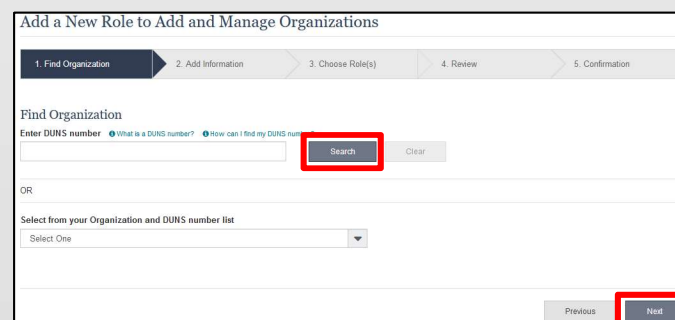 Add a New Role to Add and Manage Organizations
1. Find Organization 2. Add Information 3. Choose Role(s) 4. Review 5. Confirmation
Find Organization
Enter DUNS number What is a DUNS number? How can I find my DUNS number?
Search Clear
OR
Select from your Organization and DUNS number list
Select One
Previous Next